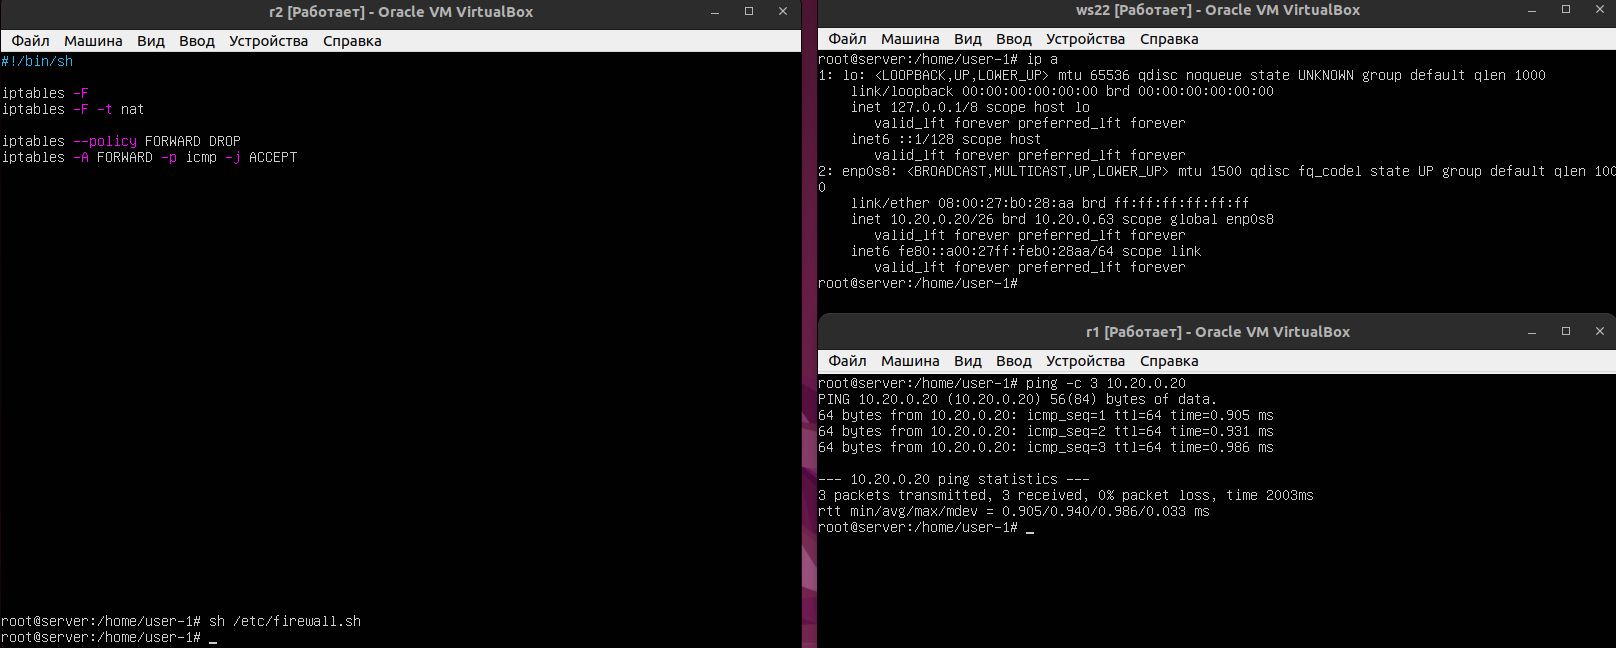 r2 [Работает] - Oracle VM VirtualBox
Файл Машина Вид Ввод Устройства Справка
#!/bin/sh
iptables -F
iptables -F -t nat
iptables --policy FORWARD DROP
iptables -A FORWARD -p icmp -j ACCEPT
root@server:/home/user-1# sh /etc/firewall.sh
root@server:/home/user-1# _
ws22 [Работает] - Oracle VM VirtualBox
Файл Машина Вид Ввод Устройства Справка
root@server:/home/user-1# ip a
1: lo: <LOOPBACK,UP,LOWER_UP> mtu 65536 qdisc noqueue state UNKNOWN group default qlen 1000
link/loopback 00:00:00:00:00:00 brd 00:00:00:00:00:00
inet 127.0.0.1/8 scope host lo
valid_lft forever preferred_lft forever
inet6 ::1/128 scope host
valid_lft forever preferred_lft forever
2: enp0s8: <BROADCAST,MULTICAST,UP,LOWER_UP> mtu 1500 qdisc fq_codel state UP group default qlen 100
0
link/ether 08:00:27:b0:28:aa brd ff:ff:ff:ff:ff:ff
inet 10.20.0.20/26 brd 10.20.0.63 scope global enp0s8
valid_lft forever preferred_lft forever
inet6 fe80::a00:27ff:feb0:28aa/64 scope link
valid_lft forever preferred_lft forever
root@server:/home/user-1#
r1 [Работает] - Oracle VM VirtualBox
Файл Машина Вид Ввод Устройства Справка
root@server:/home/user-1# ping -c 3 10.20.0.20
PING 10.20.0.20 (10.20.0.20) 56(84) bytes of data.
64 bytes from 10.20.0.20: icmp_seq=1 ttl=64 time=0.905 ms
64 bytes from 10.20.0.20: icmp_seq=2 ttl=64 time=0.931 ms
64 bytes from 10.20.0.20: icmp_seq=3 ttl=64 time=0.986 ms
--- 10.20.0.20 ping statistics ---
3 packets transmitted, 3 received, 0% packet loss, time 2003ms
rtt min/avg/max/mdev = 0.905/0.940/0.986/0.033 ms
root@server:/home/user-1# _